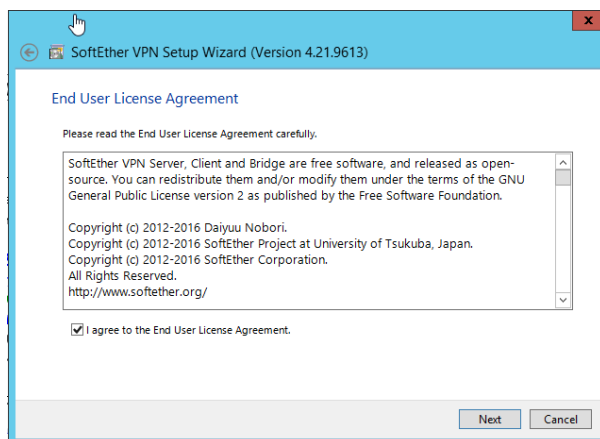 SoftEther VPN Setup Wizard (Version 4.21.9613)
End User License Agreement
Please read the End User License Agreement carefully.
SoftEther VPN Server, Client and Bridge are free software, and released as open-
source. You can redistribute them and/or modify them under the terms of the GNU
General Public License version 2 as published by the Free Software Foundation.
Copyright (c) 2012-2016 Daiyuu Nobori.
Copyright (c) 2012-2016 SoftEther Project at University of Tsukuba, Japan.
Copyright (c) 2012-2016 SoftEther Corporation.
All Rights Reserved.
http://www.softether.org/
I agree to the End User License Agreement.
Next
Cancel